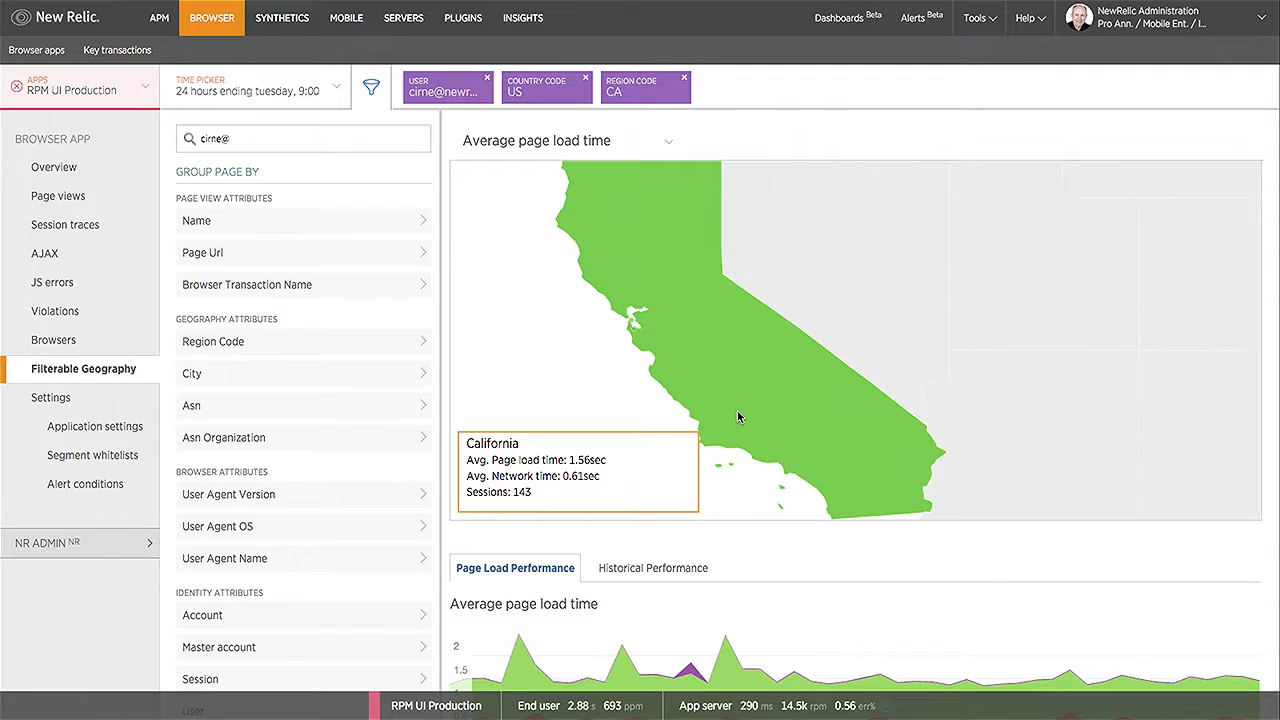 New Relic.
APM
BROWSER
SYNTHETICS
MOBILE
SERVERS
PLUGINS
INSIGHTS
Dashboards Beta
Alerts Beta
Tools
Help
NewRelic Administration
Pro Ann. / Mobile Ent. / I...
Browser apps
Key transactions
APPS
RPM UI Production
TIME PICKER
24 hours ending tuesday, 9:00
USER
cirne@newr...
COUNTRY CODE
US
REGION CODE
CA
BROWSER APP
Overview
Page views
Session traces
AJAX
JS errors
Violations
Browsers
Filterable Geography
Settings
Application settings
Segment whitelists
Alert conditions
NR ADMIN NR
cirne@
GROUP PAGE BY
PAGE VIEW ATTRIBUTES
Name
Page Url
Browser Transaction Name
GEOGRAPHY ATTRIBUTES
Region Code
City
Asn
Asn Organization
BROWSER ATTRIBUTES
User Agent Version
User Agent OS
User Agent Name
IDENTITY ATTRIBUTES
Account
Master account
Session
User
Average page load time
California
Avg. Page load time: 1.56sec
Avg. Network time: 0.61sec
Sessions: 143
Page Load Performance
Historical Performance
Average page load time
2
1.5
RPM UI Production
End user 2.88 s 693 ppm
App server 290 ms 14.5k rpm 0.56 err%